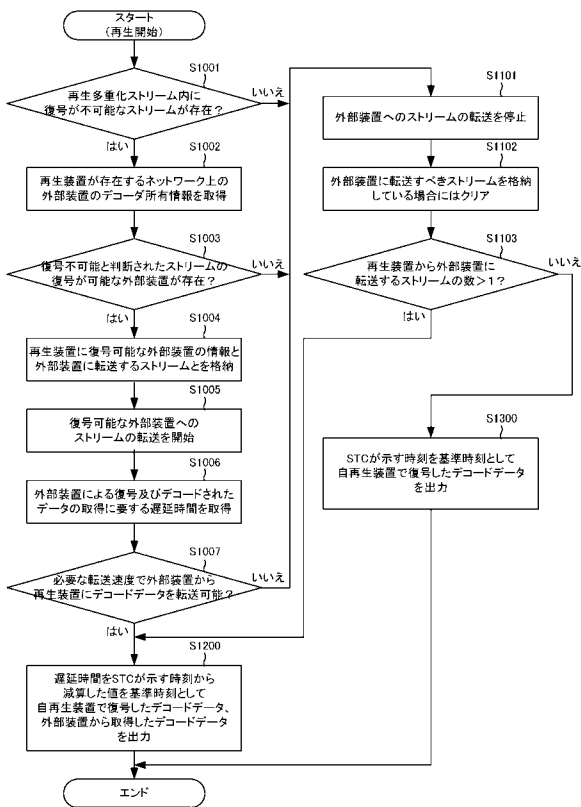 スタート
(再生開始)
S1001
再生多重化ストリーム内に
復号が不可能なストリームが存在?
いいえ
はい
S1002
再生装置が存在するネットワーク上の
外部装置のデコーダ所有情報を取得
S1003
復号不可能と判断されたストリームの
復号が可能な外部装置が存在?
いいえ
はい
S1004
再生装置に復号可能な外部装置の情報と
外部装置に転送するストリームとを格納
S1005
復号可能な外部装置への
ストリームの転送を開始
S1006
外部装置による復号及びデコードされた
データの取得に要する遅延時間を取得
S1007
必要な転送速度で外部装置から
再生装置にデコードデータを転送可能?
いいえ
はい
S1200
遅延時間をSTCが示す時刻から
減算した値を基準時刻として
自再生装置で復号したデコードデータ、
外部装置から取得したデコードデータ
を出力
エンド
S1101
外部装置へのストリームの転送を停止
S1102
外部装置に転送すべきストリームを格納
している場合にはクリア
S1103
再生装置から外部装置に
転送するストリームの数>1?
いいえ
はい
S1300
STCが示す時刻を基準時刻として
自再生装置で復号したデコードデータ
を出力